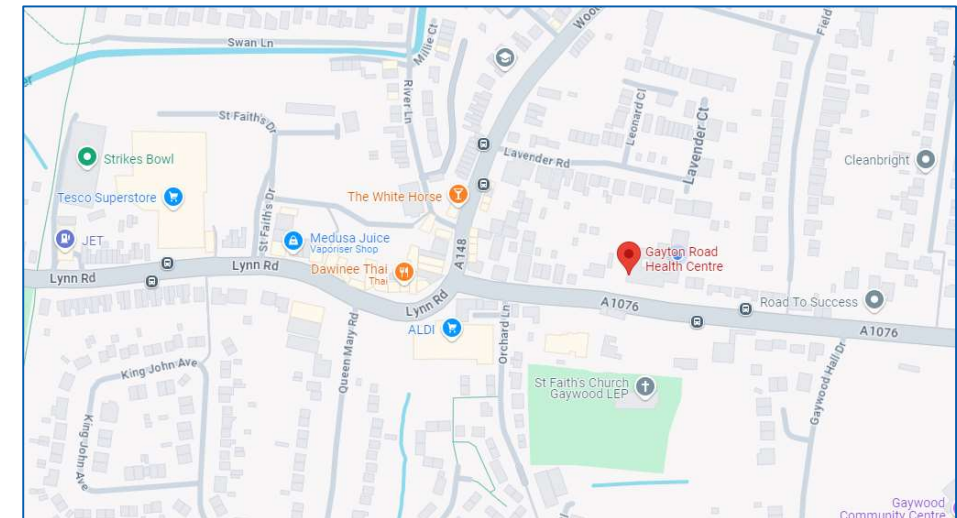 Swan Ln
Millie Ct
River Ln
St Faith's Dr
Strikes Bowl
Tesco Superstore
JET
St Faiths Dr
The White Horse
Medusa Juice
Vaporiser Shop
Dawinee Thai
Thai
A 148
Lynn Rd
Lynn Rd
Lynn Rd
ALDI
Queen Mary Rd
King John Ave
King John Ave
Orchard Ln
Lavender Rd
Leonard Cl
Lavender Ct
Cleanbright
Gayton Road
Health Centre
A1076
Road To Success
A1076
St Faith's Church
Gaywood LEP
Gaywood Hall Dr
Gaywood
Community Centre